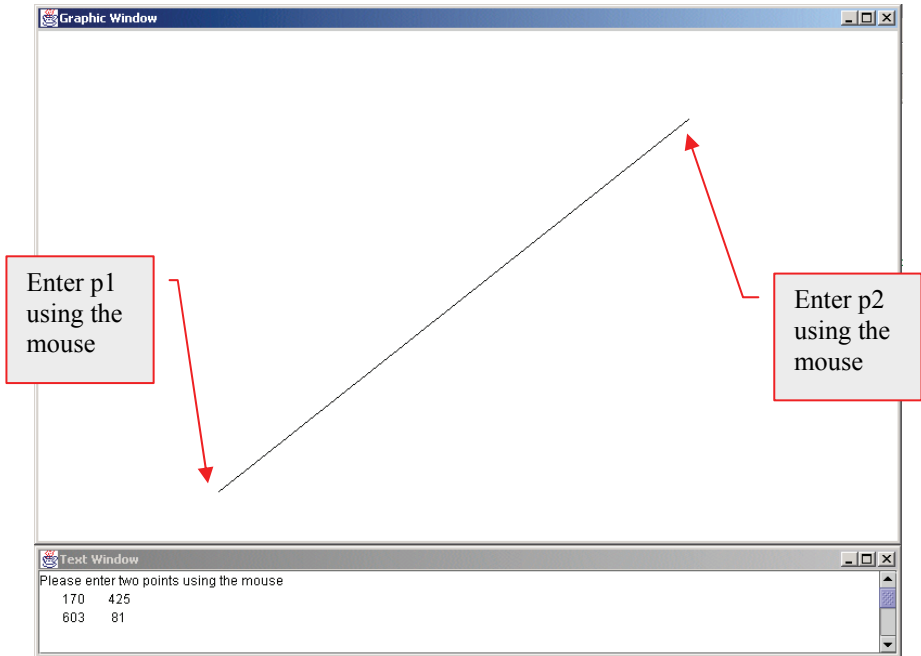 Graphic Window
Enter p1
using the
mouse
Enter p2
using the
mouse
Text Window
Please enter two points using the mouse
170 425
603 81